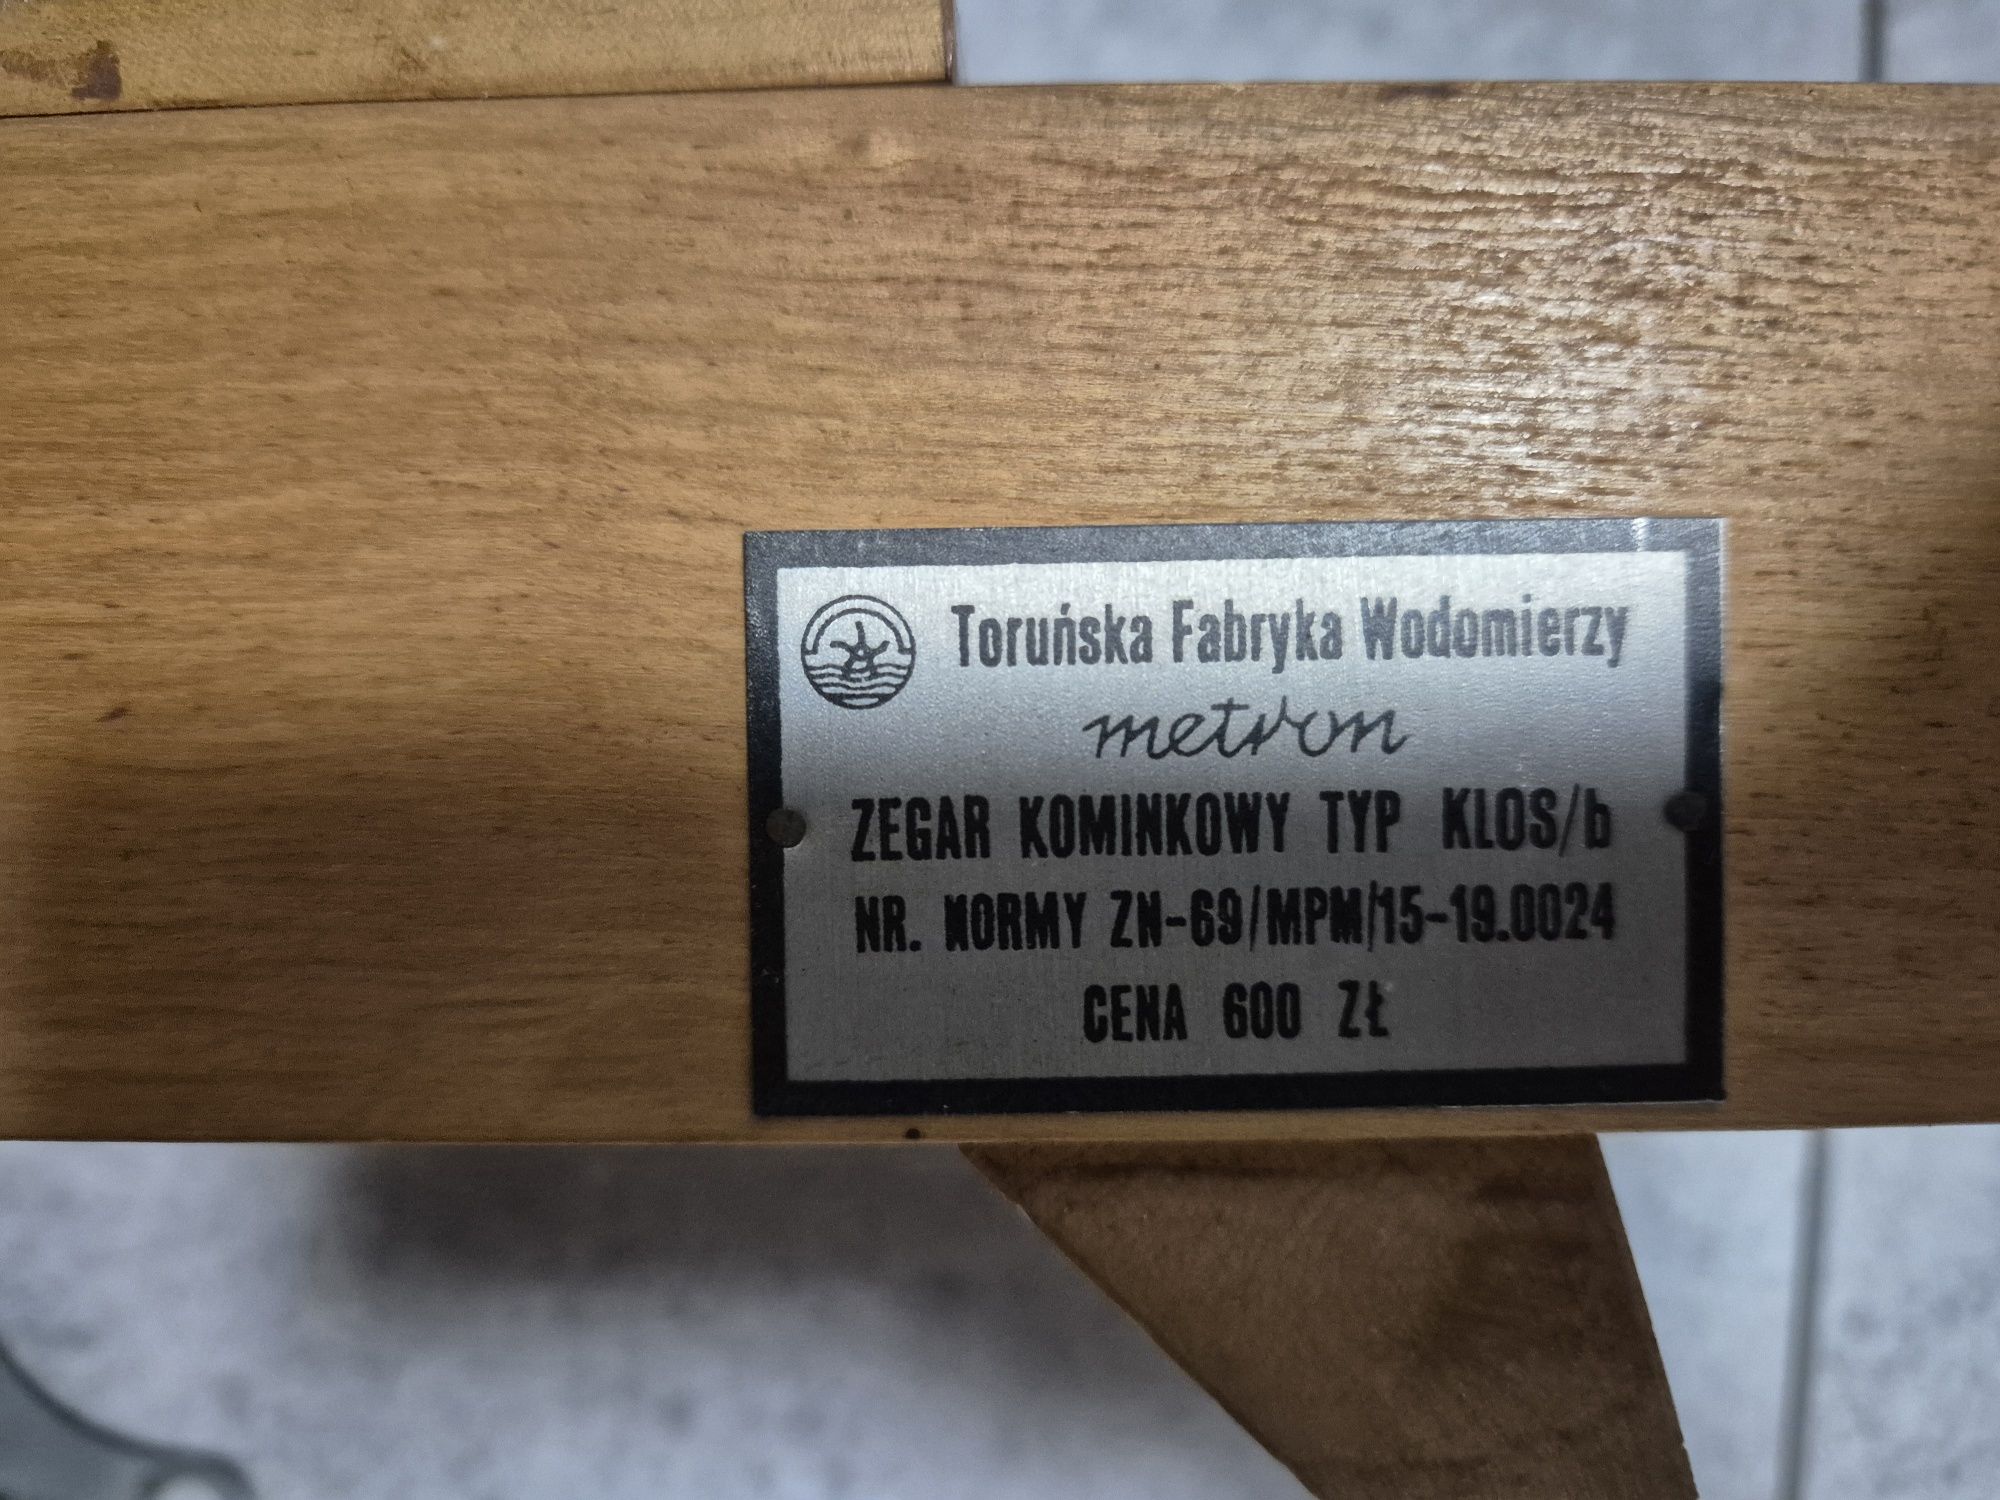 Toruńska Fabryka Wodomierzy
metron
ZEGAR KOMINKOWY TYP KLOS/b
NR. NORMY ZN-69/MPM/15-19.0024
CENA 600 ZŁ